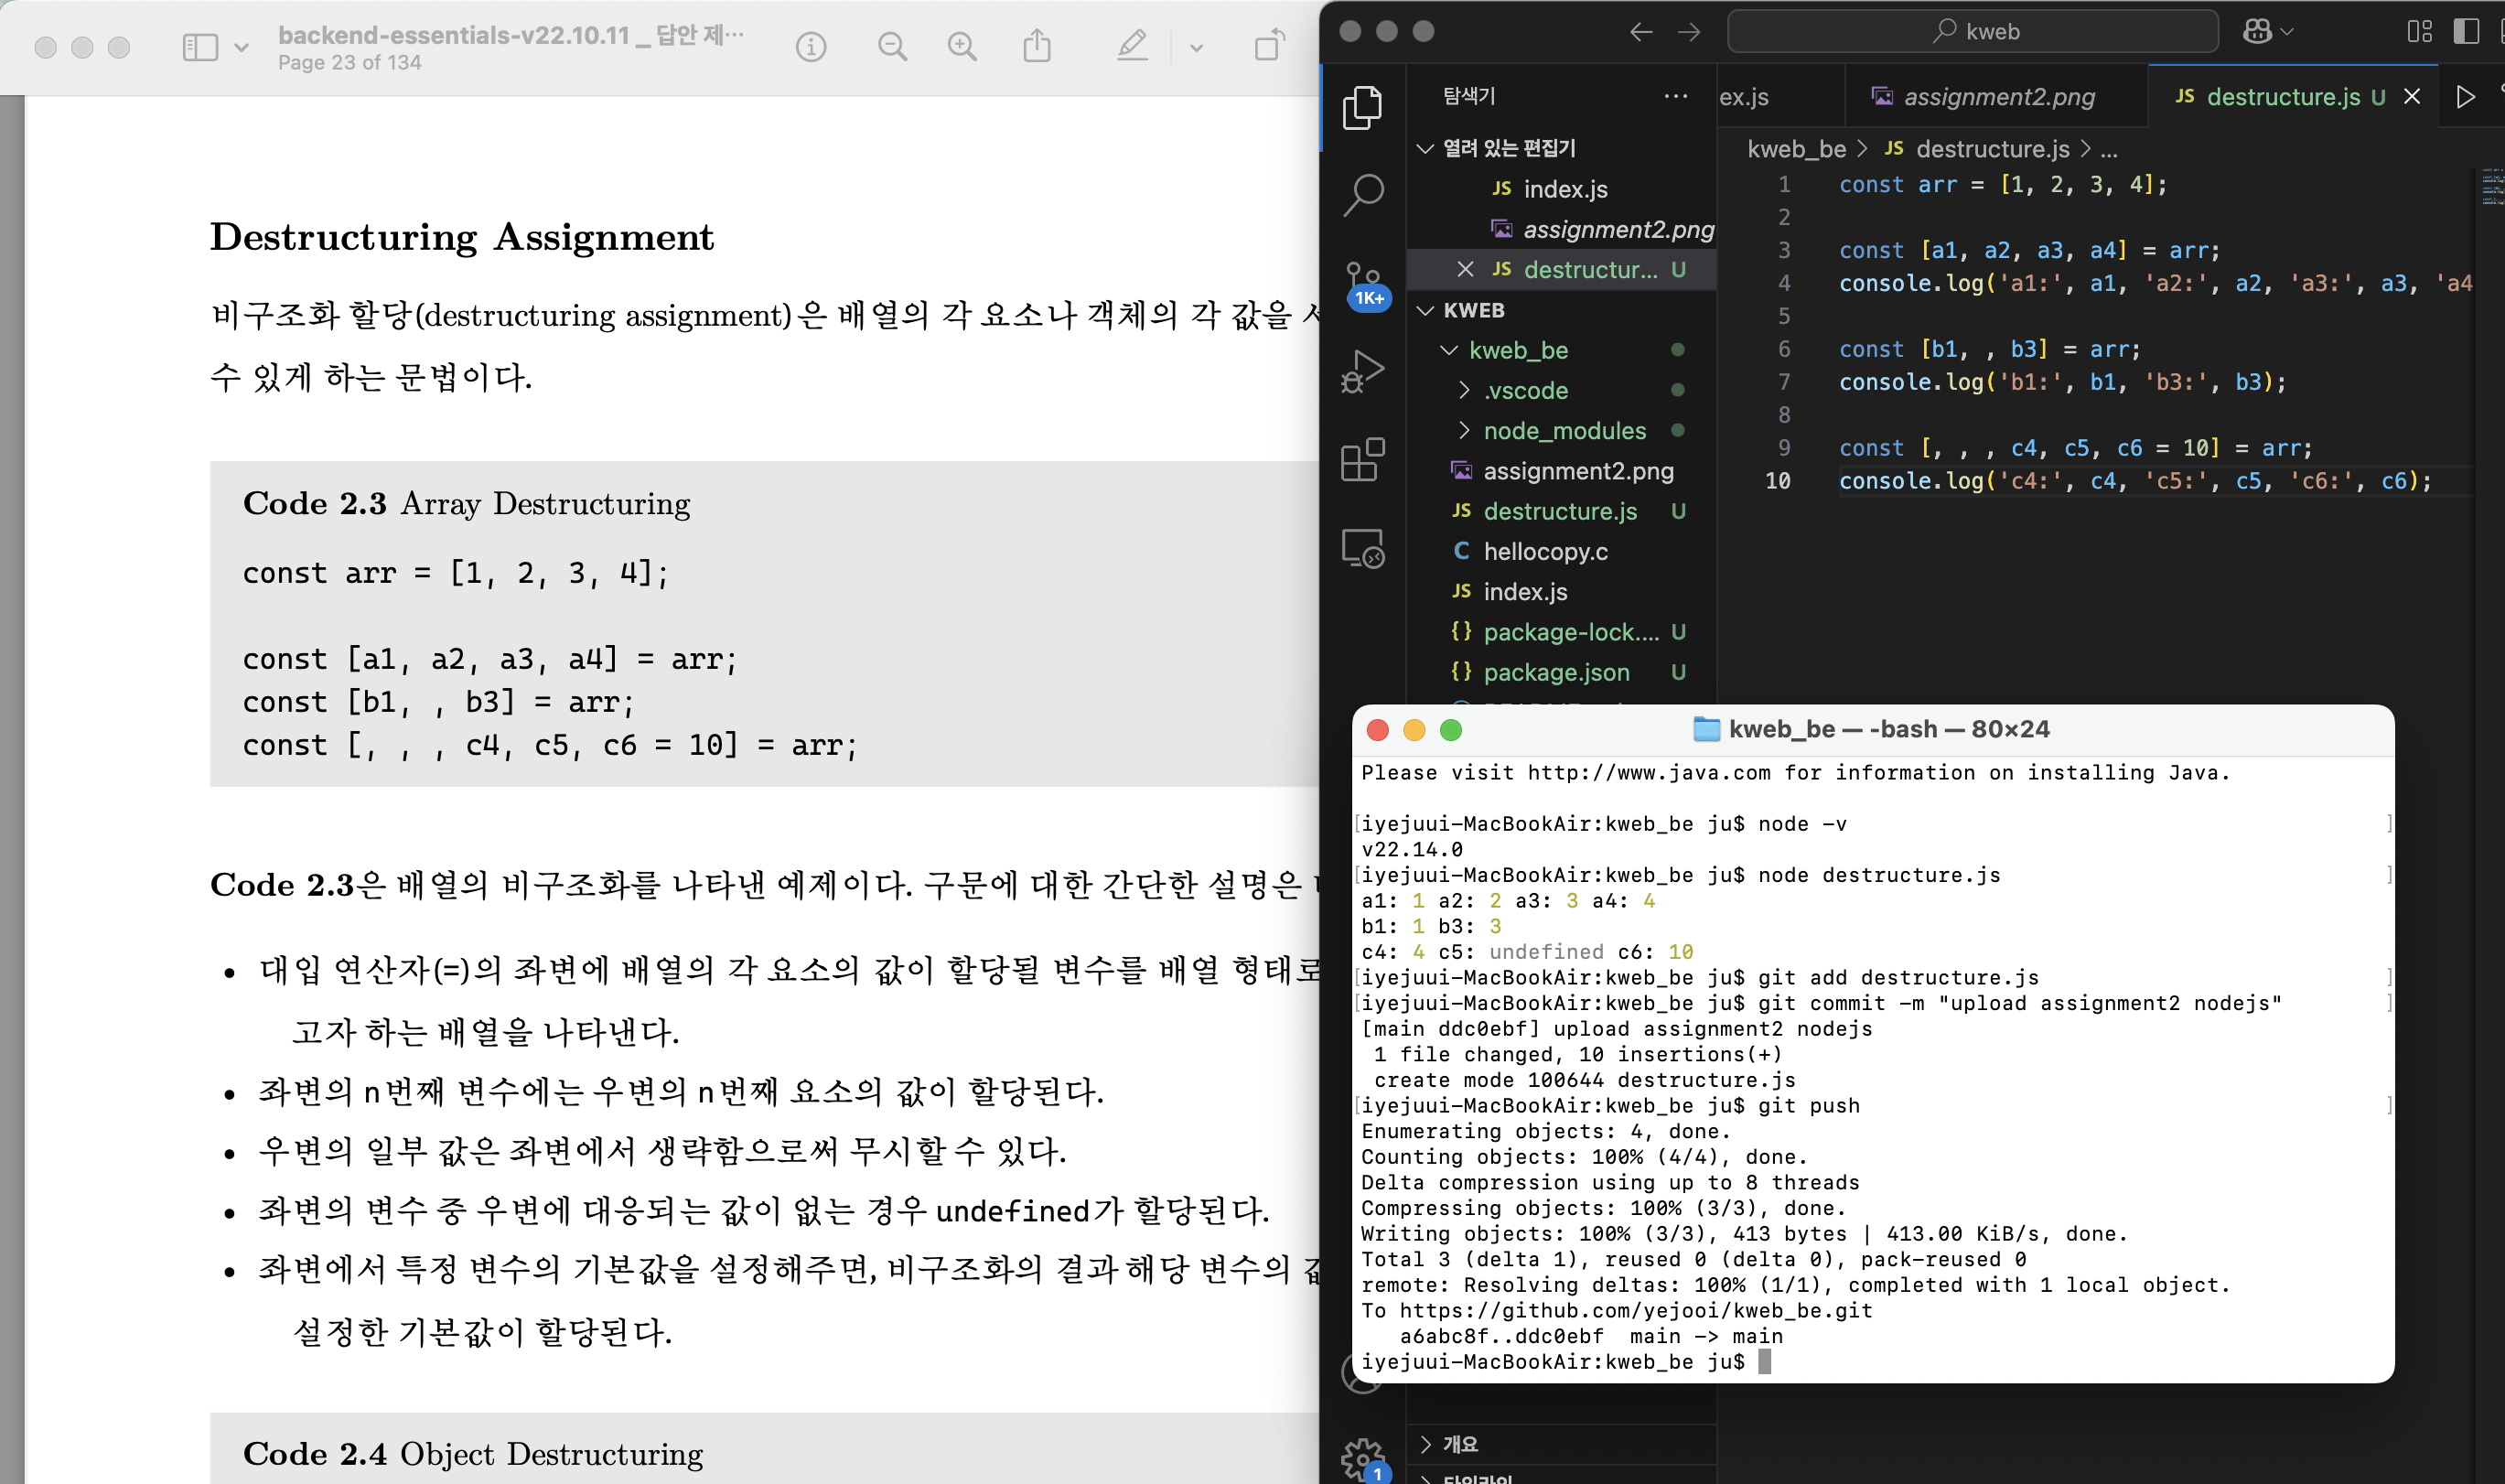 backend-essentials-v22.10.11 _ 답안 제…
Page 23 of 134
Destructuring Assignment
비구조화 할당(destructuring assignment)은 배열의 각 요소나 객체의 각 값을
수 있게 하는 문법이다.
Code 2.3 Array Destructuring
const arr = [1, 2, 3, 4];
const [a1, a2, a3, a4] = arr;
const [b1, , b3] = arr;
const [, , , c4, c5, c6 = 10] = arr;
Code 2.3은 배열의 비구조화를 나타낸 예제이다. 구문에 대한 간단한 설명은
• 대입 연산자(=)의 좌변에 배열의 각 요소의 값이 할당될 변수를 배열 형태로
고자 하는 배열을 나타낸다.
• 좌변의 n번째 변수에는 우변의 n번째 요소의 값이 할당된다.
• 우변의 일부 값은 좌변에서 생략함으로써 무시할 수 있다.
• 좌변의 변수 중 우변에 대응되는 값이 없는 경우 undefined가 할당된다.
• 좌변에서 특정 변수의 기본값을 설정해주면, 비구조화의 결과 해당 변수의
설정한 기본값이 할당된다.
Code 2.4 Object Destructuring
kweb
탐색기
열려 있는 편집기
JS index.js
assignment2.png
JS destructur... U
KWEB
kweb_be
.vscode
node_modules
assignment2.png
JS destructure.js U
C hellocopy.c
JS index.js
{} package-lock.... U
{} package.json U
개요
1K+
1
ex.js
assignment2.png
JS destructure.js U
kweb_be > JS destructure.js > ...
1 const arr = [1, 2, 3, 4];
2
3 const [a1, a2, a3, a4] = arr;
4 console.log('a1:', a1, 'a2:', a2, 'a3:', a3, 'a4
5
6 const [b1, , b3] = arr;
7 console.log('b1:', b1, 'b3:', b3);
8
9 const [, , , c4, c5, c6 = 10] = arr;
10 console.log('c4:', c4, 'c5:', c5, 'c6:', c6);
kweb_be — -bash — 80×24
Please visit http://www.java.com for information on installing Java.
[iyejuui-MacBookAir:kweb_be ju$ node -v ]
v22.14.0
[iyejuui-MacBookAir:kweb_be ju$ node destructure.js ]
a1: 1 a2: 2 a3: 3 a4: 4
b1: 1 b3: 3
c4: 4 c5: undefined c6: 10
[iyejuui-MacBookAir:kweb_be ju$ git add destructure.js ]
[iyejuui-MacBookAir:kweb_be ju$ git commit -m "upload assignment2 nodejs" ]
[main ddc0ebf] upload assignment2 nodejs
1 file changed, 10 insertions(+)
create mode 100644 destructure.js
[iyejuui-MacBookAir:kweb_be ju$ git push ]
Enumerating objects: 4, done.
Counting objects: 100% (4/4), done.
Delta compression using up to 8 threads
Compressing objects: 100% (3/3), done.
Writing objects: 100% (3/3), 413 bytes | 413.00 KiB/s, done.
Total 3 (delta 1), reused 0 (delta 0), pack-reused 0
remote: Resolving deltas: 100% (1/1), completed with 1 local object.
To https://github.com/yejooi/kweb_be.git
a6abc8f..ddc0ebf main -> main
iyejuui-MacBookAir:kweb_be ju$